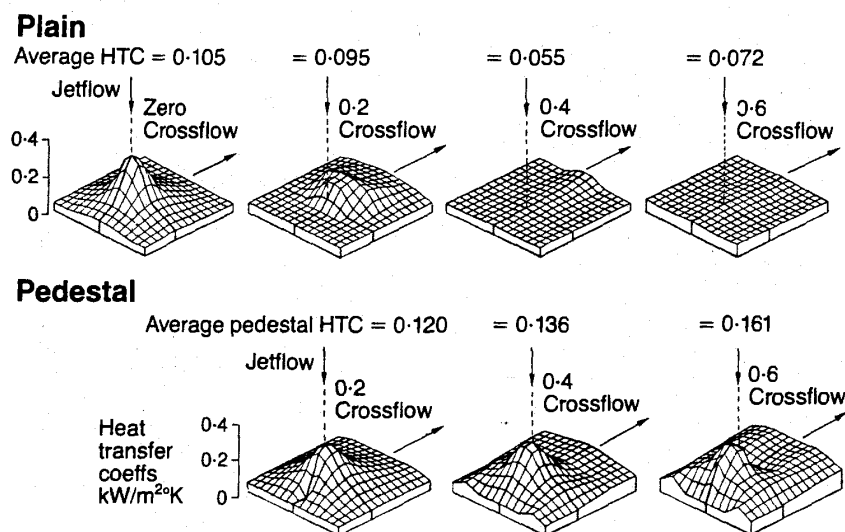 Plain
Average HTC = 0·105 = 0·095 = 0·055 = 0·072
Jetflow
Zero Crossflow
0·2 Crossflow
0·4 Crossflow
0·6 Crossflow
0·4
0·2
0
Pedestal
Average pedestal HTC = 0·120 = 0·136 = 0·161
Jetflow
0·2 Crossflow
0·4 Crossflow
0·6 Crossflow
Heat
transfer
coeffs
kW/m²°K
0·4
0·2
0